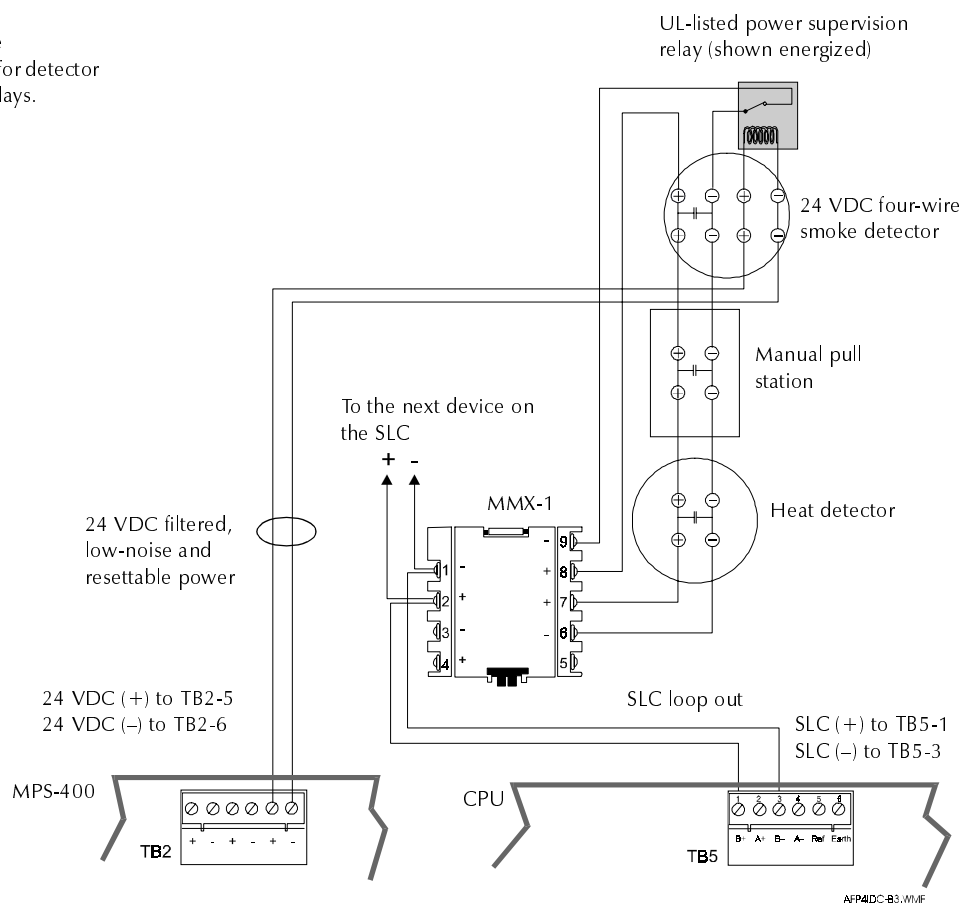 UL-listed power supervision
relay (shown energized)
for detector
24 VDC four-wire
smoke detector
Manual pull
station
To the next device on
the SLC
+ -
MMX-1
Heat detector
24 VDC filtered,
low-noise and
resettable power
1 -
2 +
3 -
4 +
- 9
+ 8
+ 7
- 6
5
SLC loop out
24 VDC (+) to TB2-5
24 VDC (–) to TB2-6
SLC (+) to TB5-1
SLC (–) to TB5-3
MPS-400
CPU
TB2
+ - + - + -
TB5
1 2 3 4 5 6
B+ A+ B– A– Ref Earth
AFP4IDC-B3.WMF